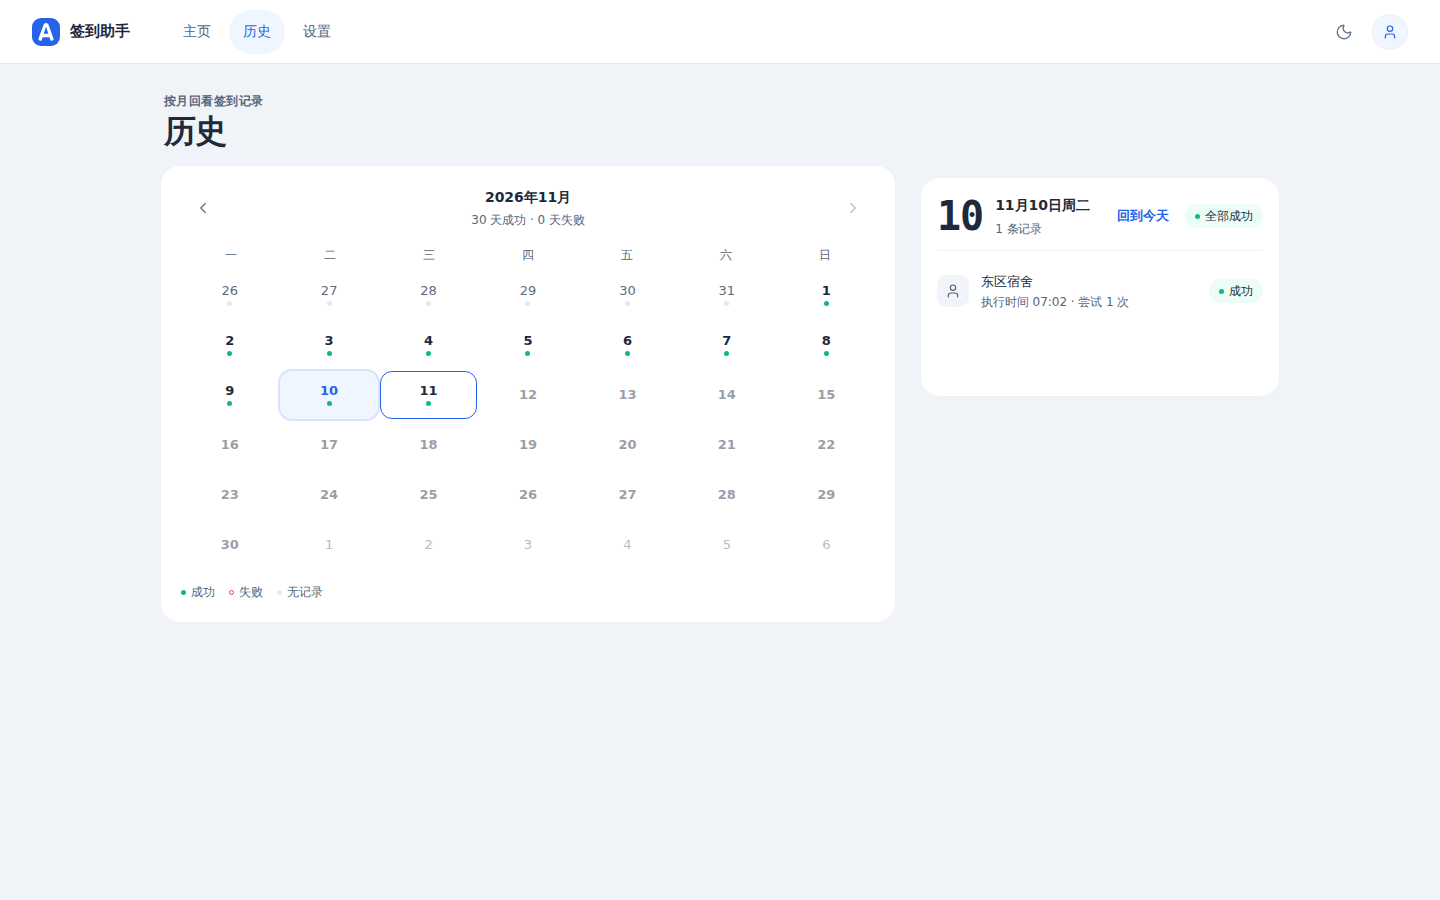 签到助手 主页 历史 设置
按月回看签到记录
历史
2026年11月
30 天成功 · 0 天失败
一 二 三 四 五 六 日
26 27 28 29 30 31 1
2 3 4 5 6 7 8
9 10 11 12 13 14 15
16 17 18 19 20 21 22
23 24 25 26 27 28 29
30 1 2 3 4 5 6
成功 失败 无记录
10 11月10日周二 回到今天 全部成功
1 条记录
东区宿舍
执行时间 07:02 · 尝试 1 次
成功